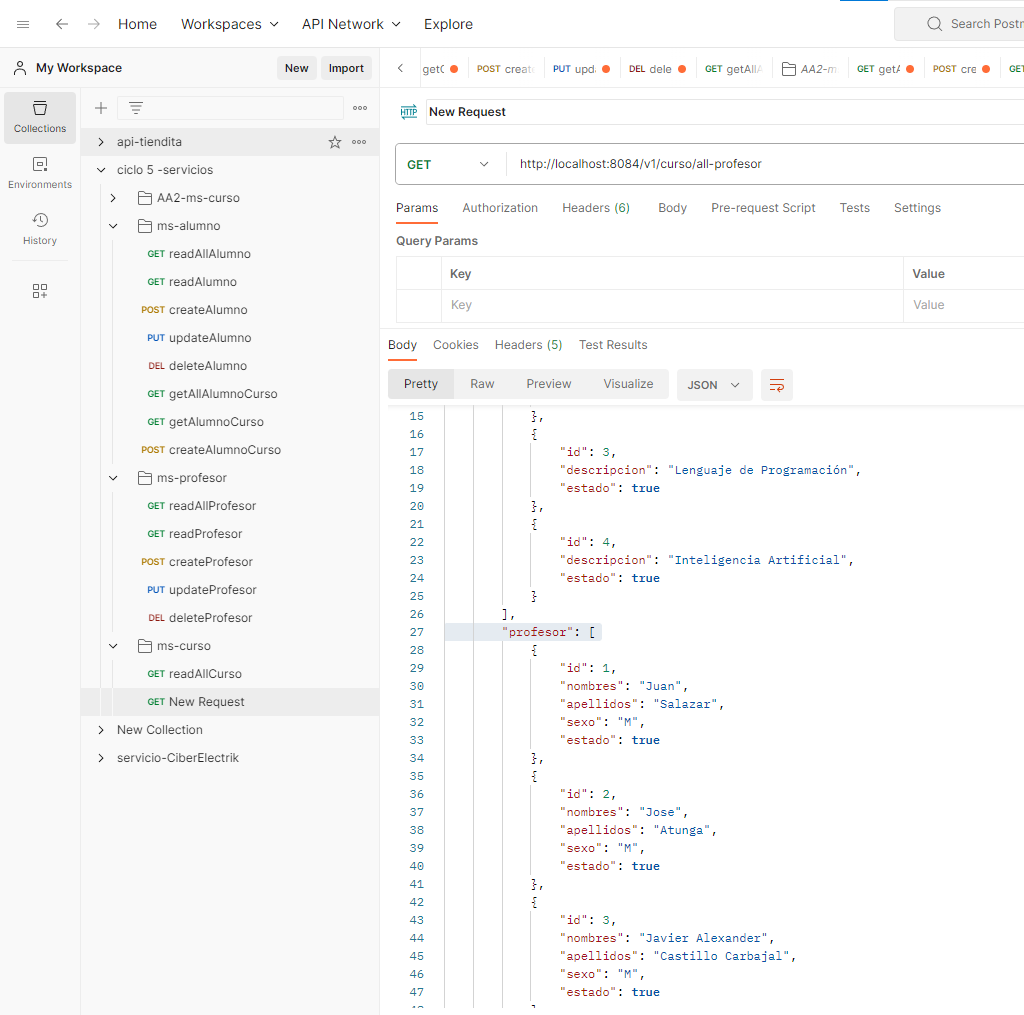 Home Workspaces API Network Explore Search Postm
My Workspace New Import
getC POST creat PUT upd DEL dele GET getAllA AA2-m GET getA POST cre GET
Collections
Environments
History
api-tiendita
ciclo 5 -servicios
AA2-ms-curso
ms-alumno
GET readAllAlumno
GET readAlumno
POST createAlumno
PUT updateAlumno
DEL deleteAlumno
GET getAllAlumnoCurso
GET getAlumnoCurso
POST createAlumnoCurso
ms-profesor
GET readAllProfesor
GET readProfesor
POST createProfesor
PUT updateProfesor
DEL deleteProfesor
ms-curso
GET readAllCurso
GET New Request
New Collection
servicio-CiberElectrik
HTTP New Request
GET http://localhost:8084/v1/curso/all-profesor
Params Authorization Headers (6) Body Pre-request Script Tests Settings
Query Params
Key Value
Key Value
Body Cookies Headers (5) Test Results
Pretty Raw Preview Visualize JSON
15 },
16 {
17 "id": 3,
18 "descripcion": "Lenguaje de Programación",
19 "estado": true
20 },
21 {
22 "id": 4,
23 "descripcion": "Inteligencia Artificial",
24 "estado": true
25 }
26 ],
27 "profesor": [
28 {
29 "id": 1,
30 "nombres": "Juan",
31 "apellidos": "Salazar",
32 "sexo": "M",
33 "estado": true
34 },
35 {
36 "id": 2,
37 "nombres": "Jose",
38 "apellidos": "Atunga",
39 "sexo": "M",
40 "estado": true
41 },
42 {
43 "id": 3,
44 "nombres": "Javier Alexander",
45 "apellidos": "Castillo Carbajal",
46 "sexo": "M",
47 "estado": true